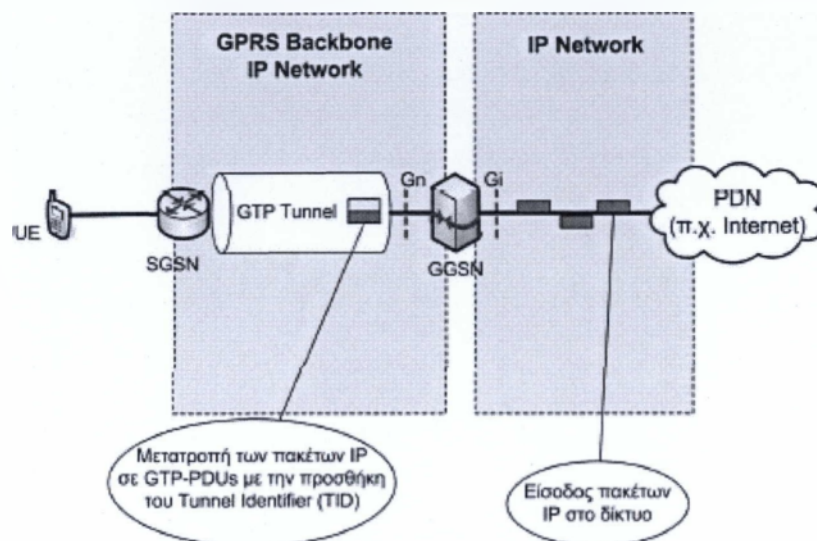 GPRS Backbone
IP Network
IP Network
Gn
Gi
UE
GTP Tunnel
PDN
(π.χ. Internet)
SGSN
GGSN
Μετατροπή των πακέτων IP
σε GTP-PDUs με την προσθήκη
του Tunnel Identifier (TID)
Είσοδος πακέτων
IP στο δίκτυο